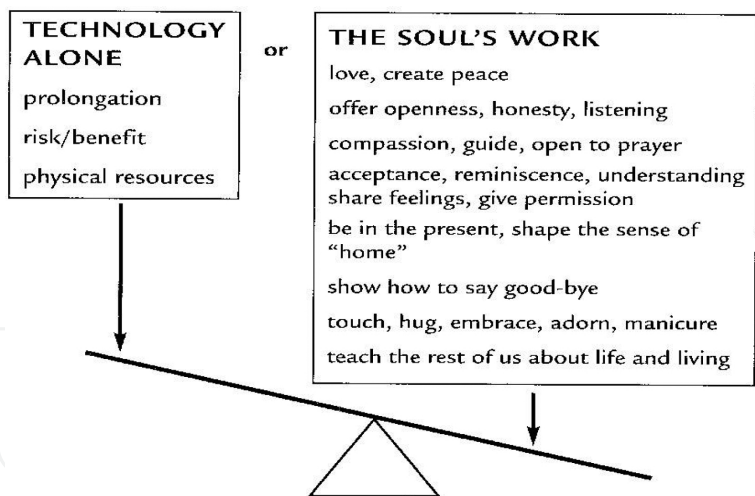 TECHNOLOGY
ALONE
prolongation
risk/benefit
physical resources
or
THE SOUL'S WORK
love, create peace
offer openness, honesty, listening
compassion, guide, open to prayer
acceptance, reminiscence, understanding
share feelings, give permission
be in the present, shape the sense of
“home”
show how to say good-bye
touch, hug, embrace, adorn, manicure
teach the rest of us about life and living